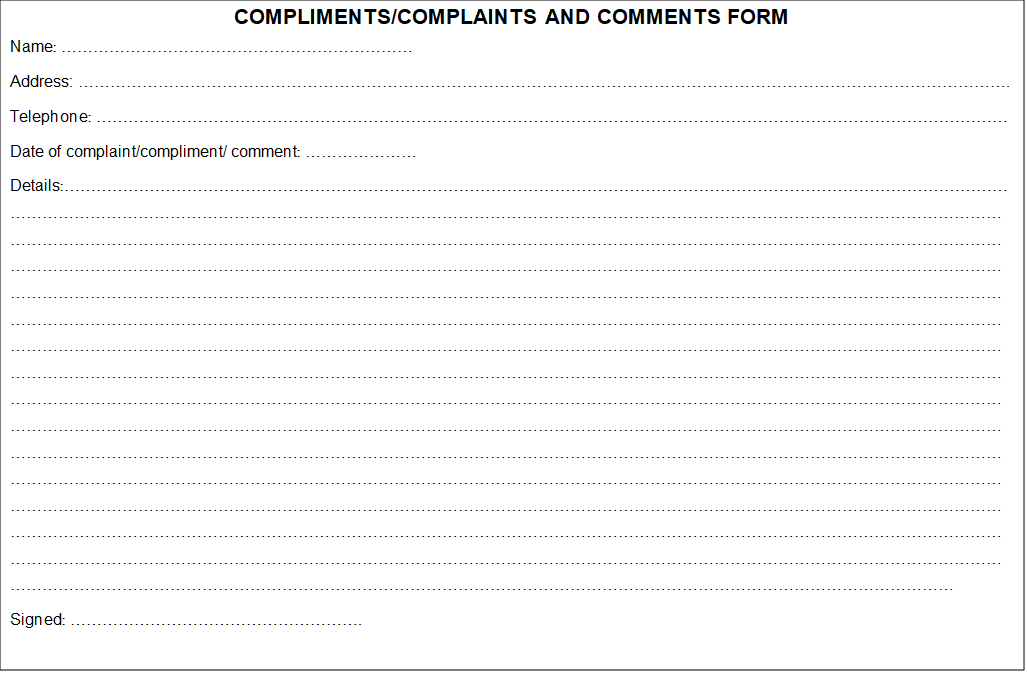 COMPLIMENTS/COMPLAINTS AND COMMENTS FORM
Name: …………………………………………………………
Address: ……………………………………………………………………………………………………………………………………………………………
Telephone: …………………………………………………………………………………………………………………………………………………………
Date of complaint/compliment/ comment: …………………
Details:………………………………………………………………………………………………………………………………………………………………
Signed: ………………………………………………